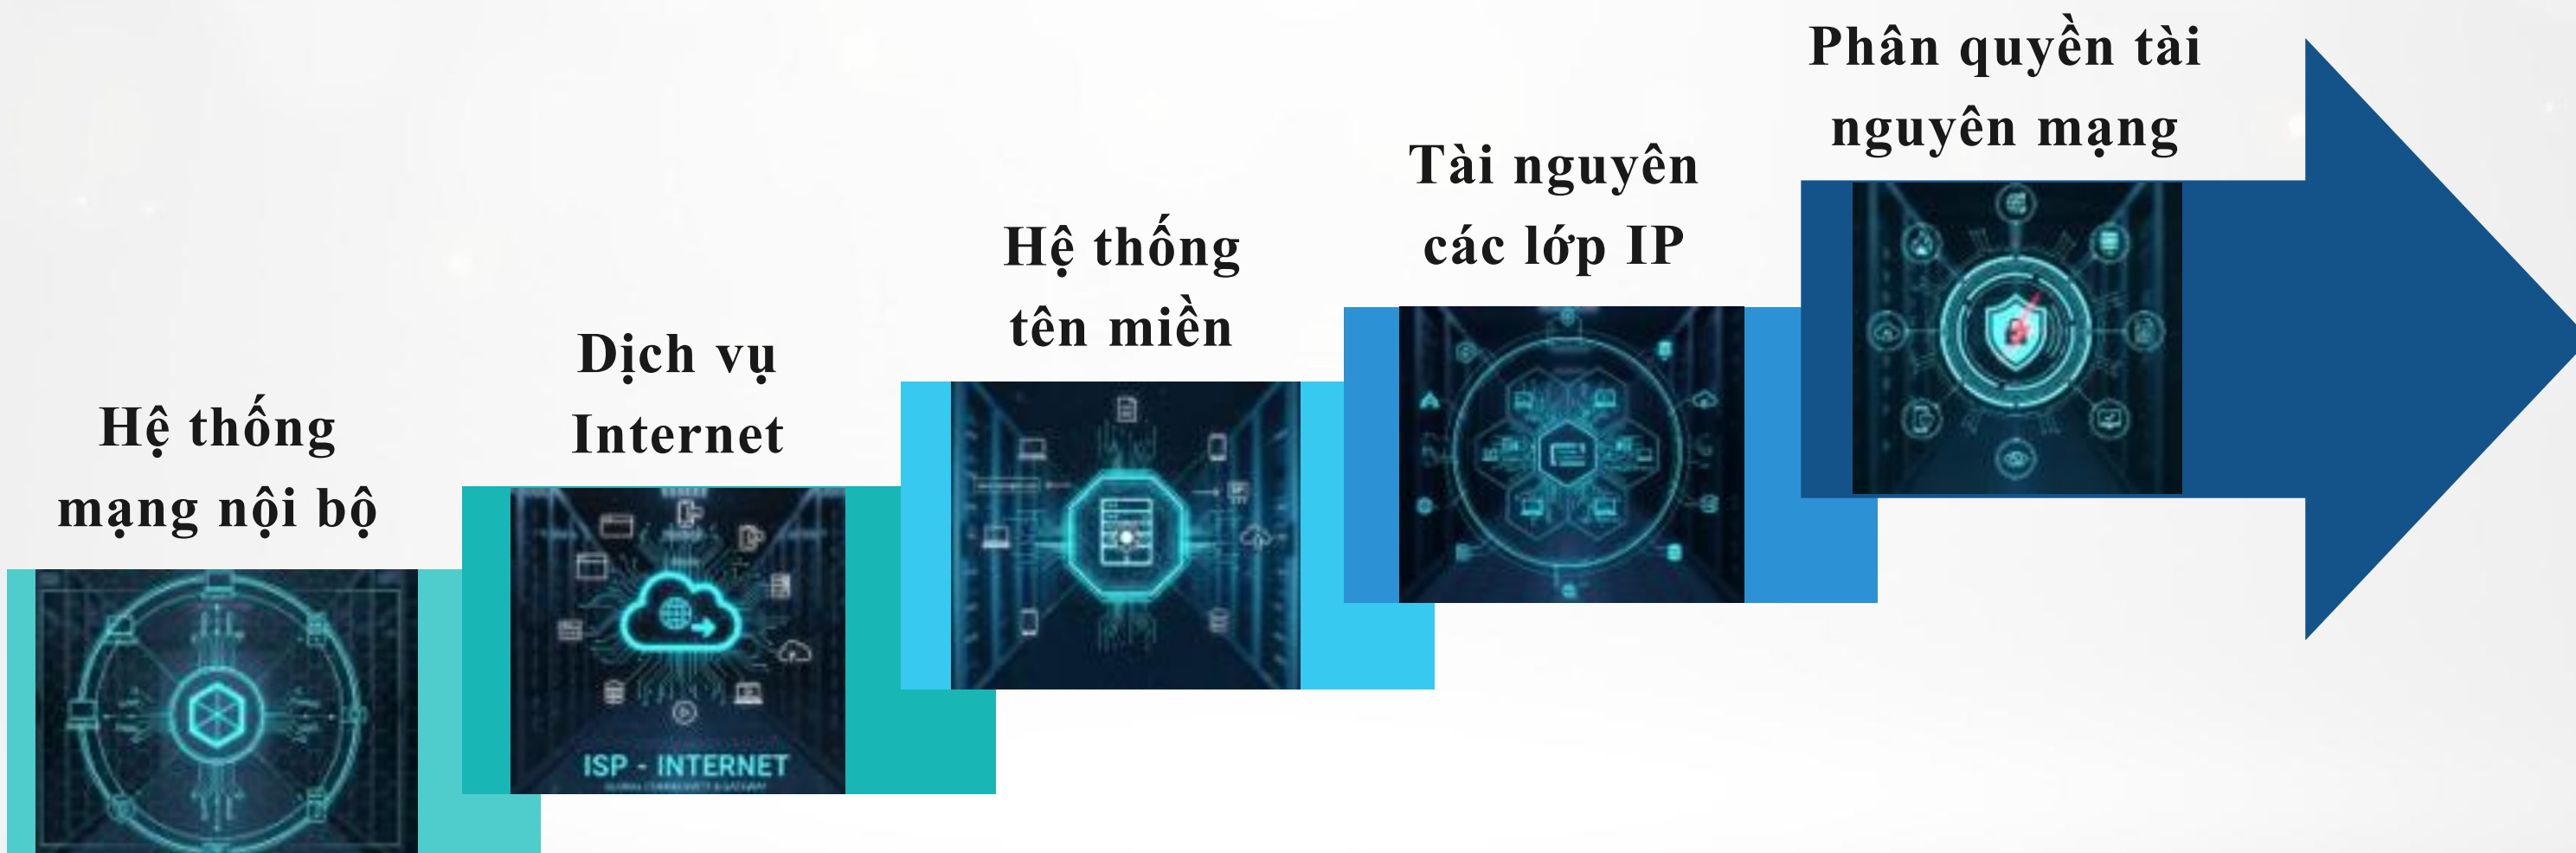 Hệ thống
mạng nội bộ
Dịch vụ
Internet
ISP - INTERNET
Hệ thống
tên miền
Tài nguyên
các lớp IP
Phân quyền tài
nguyên mạng